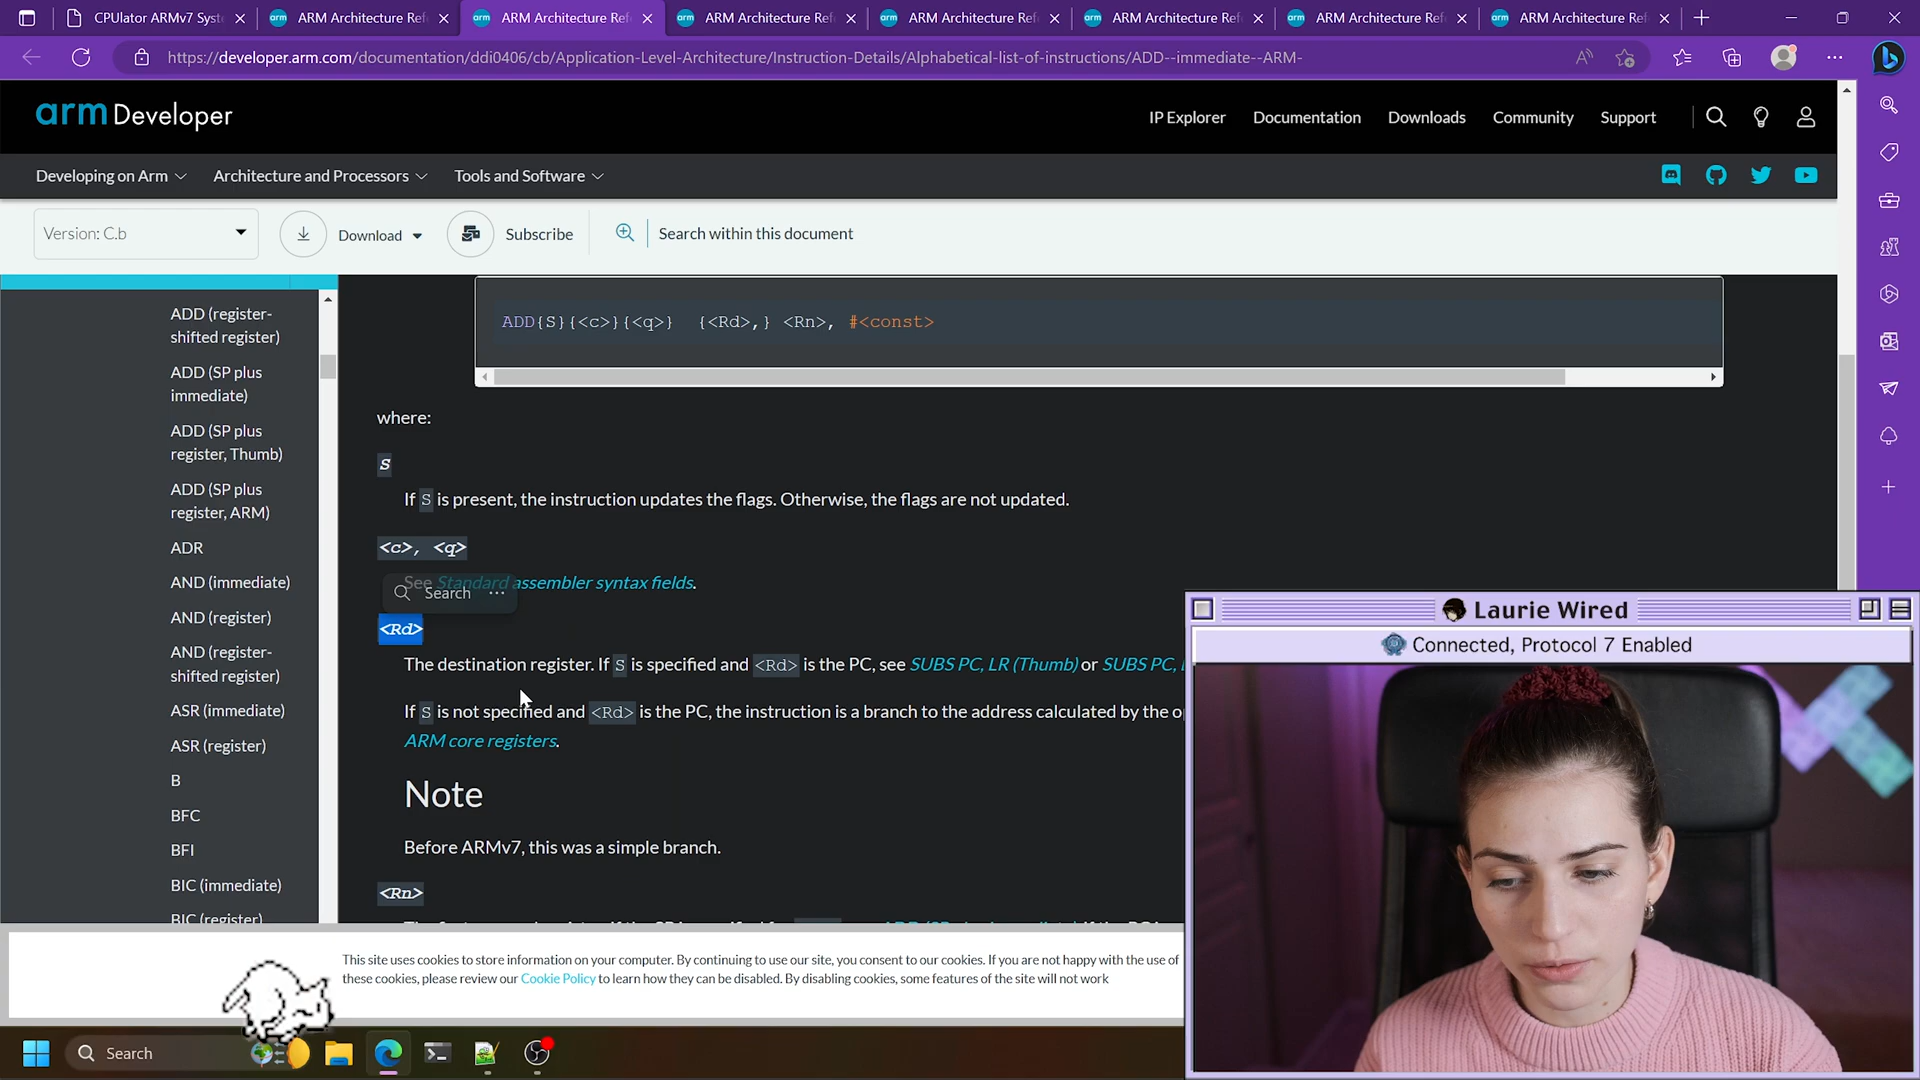 CPUlator ARMv7 Syst
ARM Architecture Ref
ARM Architecture Ref
ARM Architecture Ref
ARM Architecture Ref
ARM Architecture Ref
ARM Architecture Ref
ARM Architecture Ref
https://developer.arm.com/documentation/ddi0406/cb/Application-Level-Architecture/Instruction-Details/Alphabetical-list-of-instructions/ADD--immediate--ARM-
arm Developer
IP Explorer
Documentation
Downloads
Community
Support
Developing on Arm
Architecture and Processors
Tools and Software
Version: C.b
Download
Subscribe
Search within this document
ADD (register-
shifted register)
ADD (SP plus
immediate)
ADD (SP plus
register, Thumb)
ADD (SP plus
register, ARM)
ADR
AND (immediate)
AND (register)
AND (register-
shifted register)
ASR (immediate)
ASR (register)
B
BFC
BFI
BIC (immediate)
BIC (register)
ADD{S}{<c>}{<q>} {<Rd>,} <Rn>, #<const>
where:
S
If S is present, the instruction updates the flags. Otherwise, the flags are not updated.
<c>, <q>
See Standard assembler syntax fields.
Search
<Rd>
The destination register. If S is specified and <Rd> is the PC, see SUBS PC, LR (Thumb) or SUBS PC,
If S is not specified and <Rd> is the PC, the instruction is a branch to the address calculated by the op
ARM core registers.
Note
Before ARMv7, this was a simple branch.
<Rn>
This site uses cookies to store information on your computer. By continuing to use our site, you consent to our cookies. If you are not happy with the use of
these cookies, please review our Cookie Policy to learn how they can be disabled. By disabling cookies, some features of the site will not work
Search
Laurie Wired
Connected, Protocol 7 Enabled